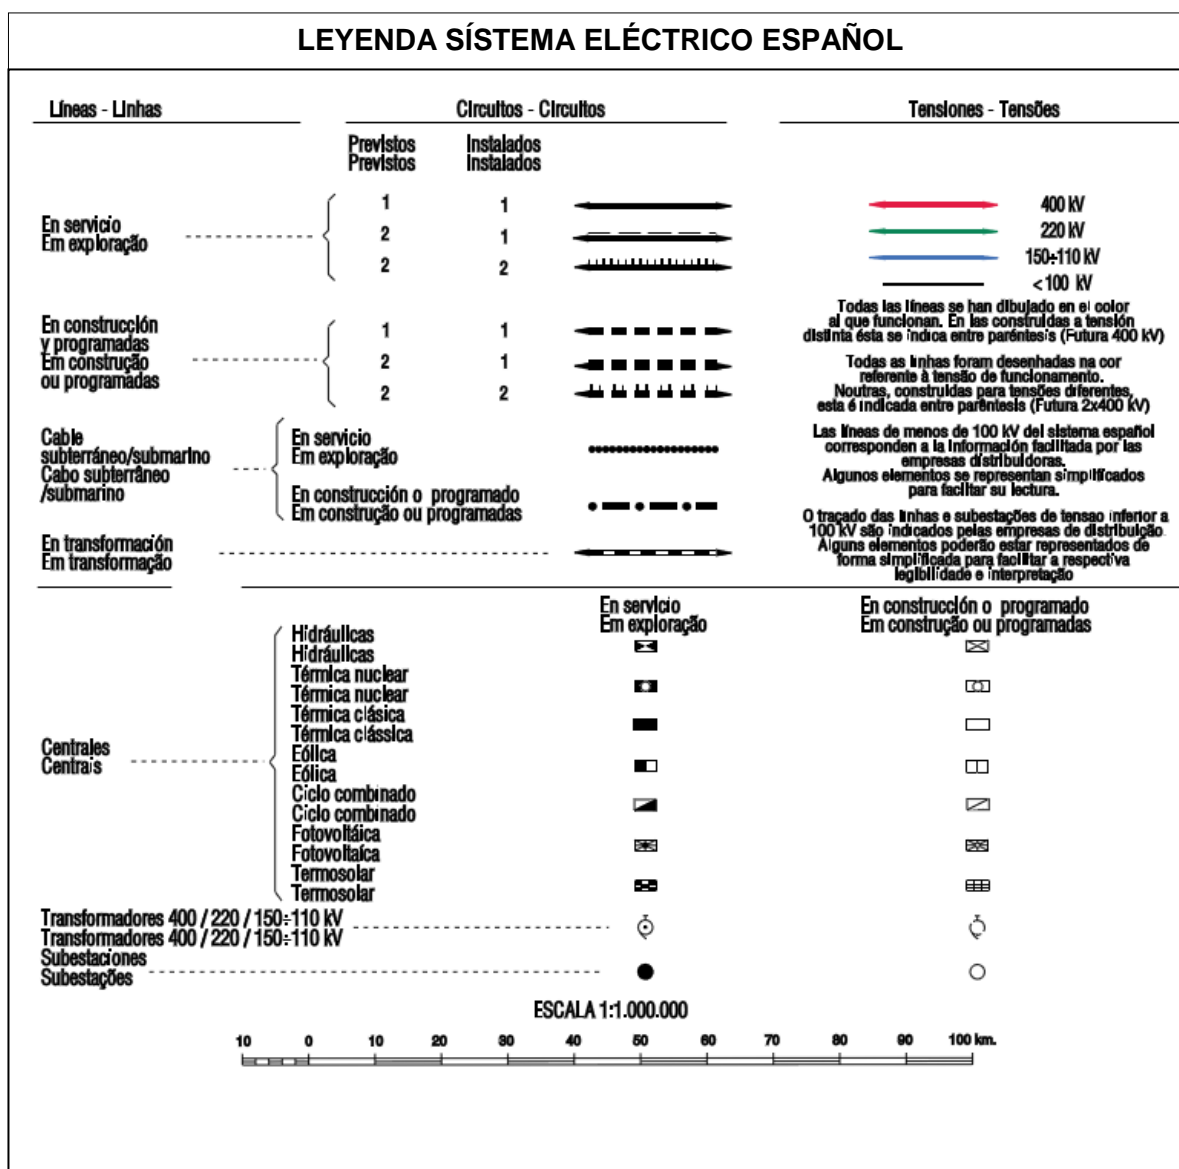 LEYENDA SÍSTEMA ELÉCTRICO ESPAÑOL
Líneas - Linhas
Circuitos - Circuitos
Tensiones - Tensões
Previstos Instalados
Previstos Instalados
En servicio
Em exploração
1 1
2 1
2 2
400 kV
220 kV
150÷110 kV
<100 kV
En construcción
y programadas
Em construção
ou programadas
1 1
2 1
2 2
Todas las líneas se han dibujado en el color
al que funcionan. En las construidas a tensión
distinta ésta se indica entre paréntesis (Futura 400 kV)
Todas as linhas foram desenhadas na cor
referente à tensão de funcionamento.
Noutras, construidas para tensões diferentes,
esta é indicada entre parêntesis (Futura 2x400 kV)
Cable
subterráneo/submarino
Cabo subterrâneo
/submarino
En servicio
Em exploração
En construcción o programado
Em construção ou programadas
Las líneas de menos de 100 kV del sistema español
corresponden a la información facilitada por las
empresas distribuidoras.
Algunos elementos se representan simplificados
para facilitar su lectura.
En transformación
Em transformação
O traçado das linhas e subestações de tensao inferior a
100 kV são indicados pelas empresas de distribuição
Alguns elementos poderão estar representados de
forma simplificada para facilitar a respectiva
legibilidade e interpretação
En servicio
Em exploração
En construcción o programado
Em construção ou programadas
Centrales
Centrais
Hidráulicas
Hidráulicas
Térmica nuclear
Térmica nuclear
Térmica clásica
Térmica clássica
Eólica
Eólica
Ciclo combinado
Ciclo combinado
Fotovoltáica
Fotovoltaíca
Termosolar
Termosolar
Transformadores 400 / 220 / 150÷110 kV
Transformadores 400 / 220 / 150÷110 kV
Subestaciones
Subestações
ESCALA 1:1.000.000
10 0 10 20 30 40 50 60 70 80 90 100 km.